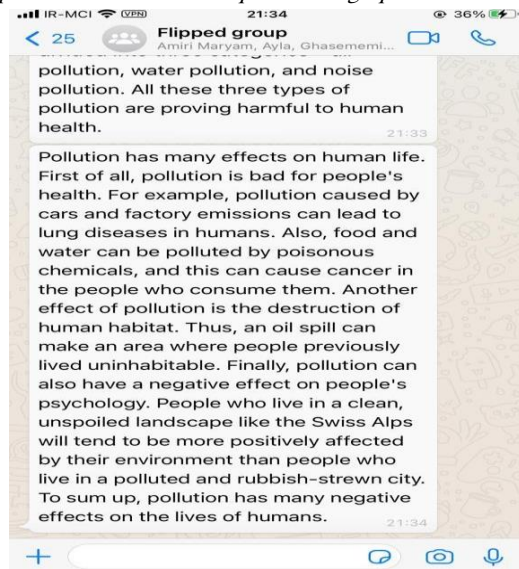 IR-MCI VPN 21:34 36%
25 Flipped group
Amiri Maryam, Ayla, Ghasememi...
pollution, water pollution, and noise
pollution. All these three types of
pollution are proving harmful to human
health.
21:33
Pollution has many effects on human life.
First of all, pollution is bad for people's
health. For example, pollution caused by
cars and factory emissions can lead to
lung diseases in humans. Also, food and
water can be polluted by poisonous
chemicals, and this can cause cancer in
the people who consume them. Another
effect of pollution is the destruction of
human habitat. Thus, an oil spill can
make an area where people previously
lived uninhabitable. Finally, pollution can
also have a negative effect on people's
psychology. People who live in a clean,
unspoiled landscape like the Swiss Alps
will tend to be more positively affected
by their environment than people who
live in a polluted and rubbish-strewn city.
To sum up, pollution has many negative
effects on the lives of humans.
21:34